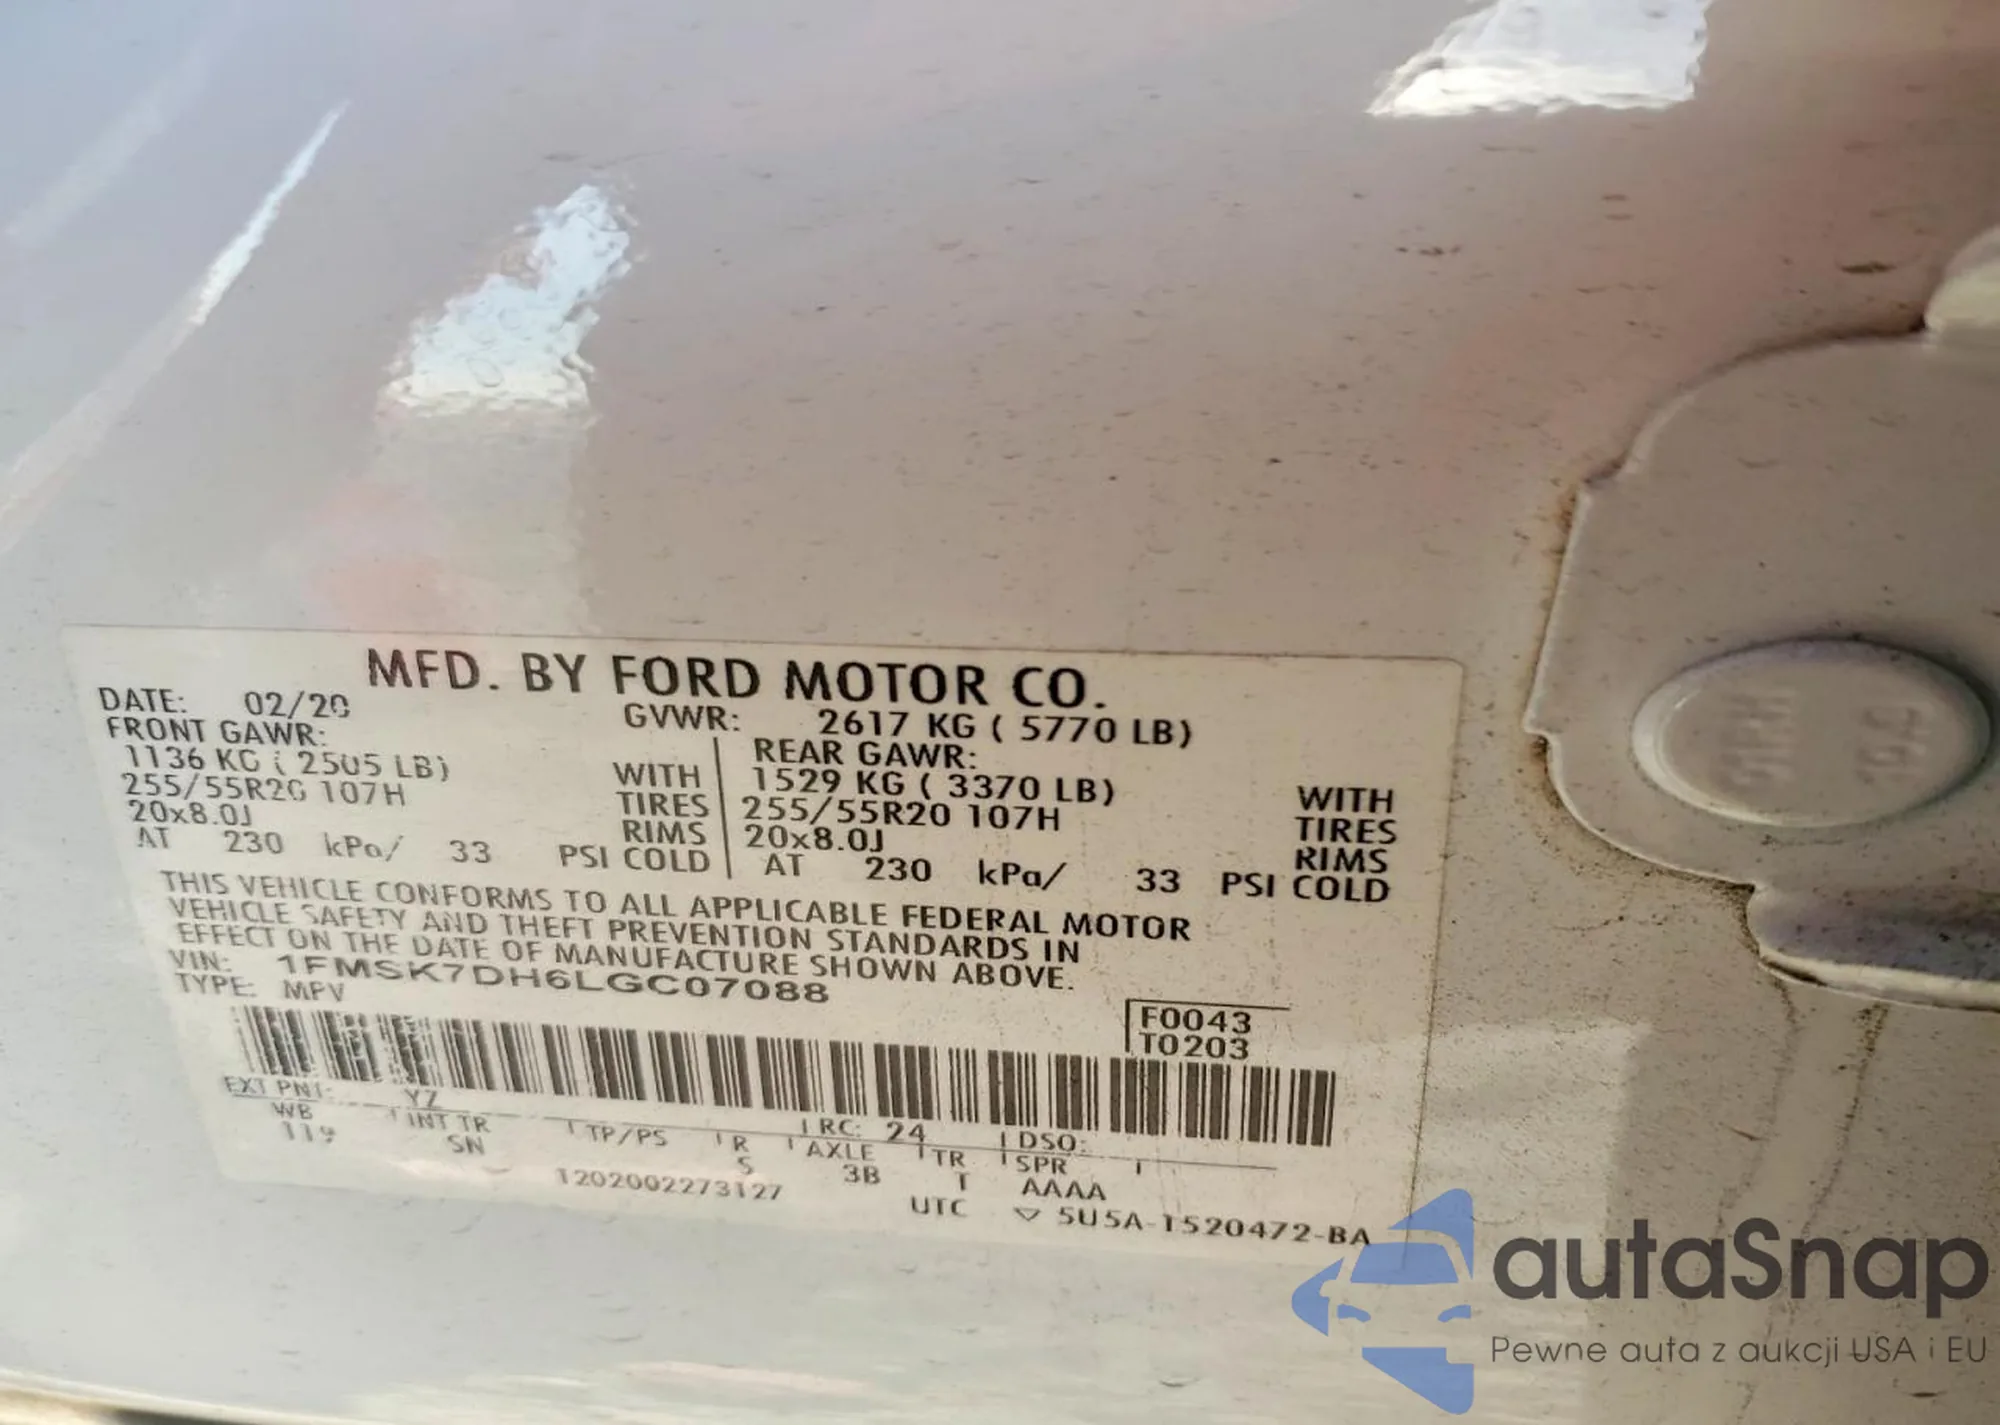 MFD. BY FORD MOTOR CO.
DATE: 02/20 GVWR: 2617 KG ( 5770 LB)
FRONT GAWR: REAR GAWR:
1136 KG ( 2505 LB) WITH 1529 KG ( 3370 LB) WITH
255/55R20 107H TIRES 255/55R20 107H TIRES
20x8.0J RIMS 20x8.0J RIMS
AT 230 kPa/ 33 PSI COLD AT 230 kPa/ 33 PSI COLD
THIS VEHICLE CONFORMS TO ALL APPLICABLE FEDERAL MOTOR
VEHICLE SAFETY AND THEFT PREVENTION STANDARDS IN
EFFECT ON THE DATE OF MANUFACTURE SHOWN ABOVE.
VIN: 1FMSK7DH6LGC07088
TYPE: MPV
F0043
T0203
EXT PNT: YZ RC: 24 DSO:
WB INT TR TP/PS R AXLE TR SPR
119 SN S 3B T AAAA
1202002273127 UTC 5U5A-1520472-BA
autaSnap
Pewne auta z aukcji USA i EU